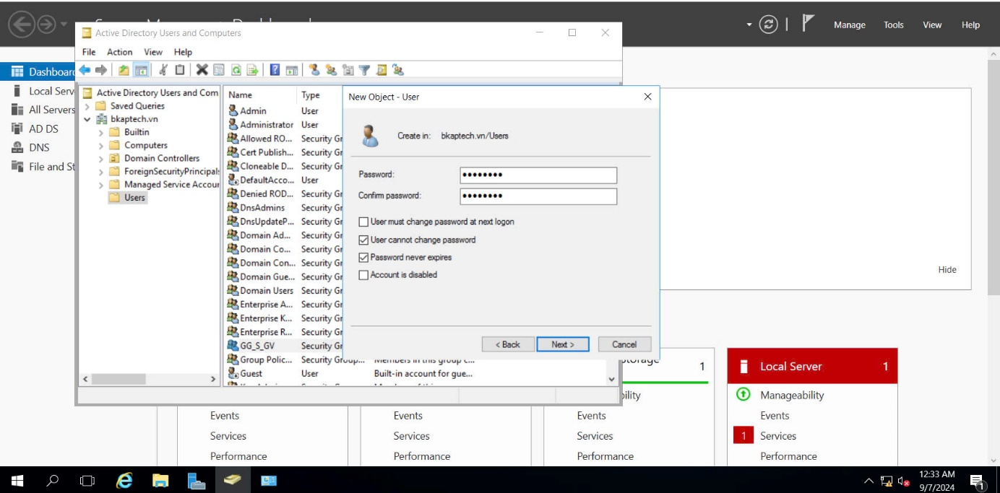 Manage Tools View Help
Active Directory Users and Computers
File Action View Help
Dashboard
Local Serv
All Servers
AD DS
DNS
File and St
Active Directory Users and Com
Saved Queries
bkaptech.vn
Builtin
Computers
Domain Controllers
ForeignSecurityPrincipals
Managed Service Accour
Users
Name Type
Admin User
Administrator User
Allowed RO... Security Gr
Cert Publish... Security Gr
Cloneable D... Security Gr
DefaultAcco... User
Denied ROD... Security Gr
DnsAdmins Security Gr
DnsUpdateP... Security Gr
Domain Ad... Security Gr
Domain Co... Security Gr
Domain Con... Security Gr
Domain Gue... Security Gr
Domain Users Security Gr
Enterprise A... Security Gr
Enterprise K... Security Gr
Enterprise R... Security Gr
GG_S_GV Security Gr
Group Polic... Security Group... Members in this group c...
Guest User Built-in account for gue...
New Object - User
Create in: bkaptech.vn/Users
Password:
Confirm password:
User must change password at next logon
User cannot change password
Password never expires
Account is disabled
< Back Next > Cancel
Hide
Storage 1
bility
Events
Services
Performance
Events
Services
Performance
Events
Services
Performance
Local Server 1
Manageability
Events
1 Services
Performance
12:33 AM
9/7/2024
1